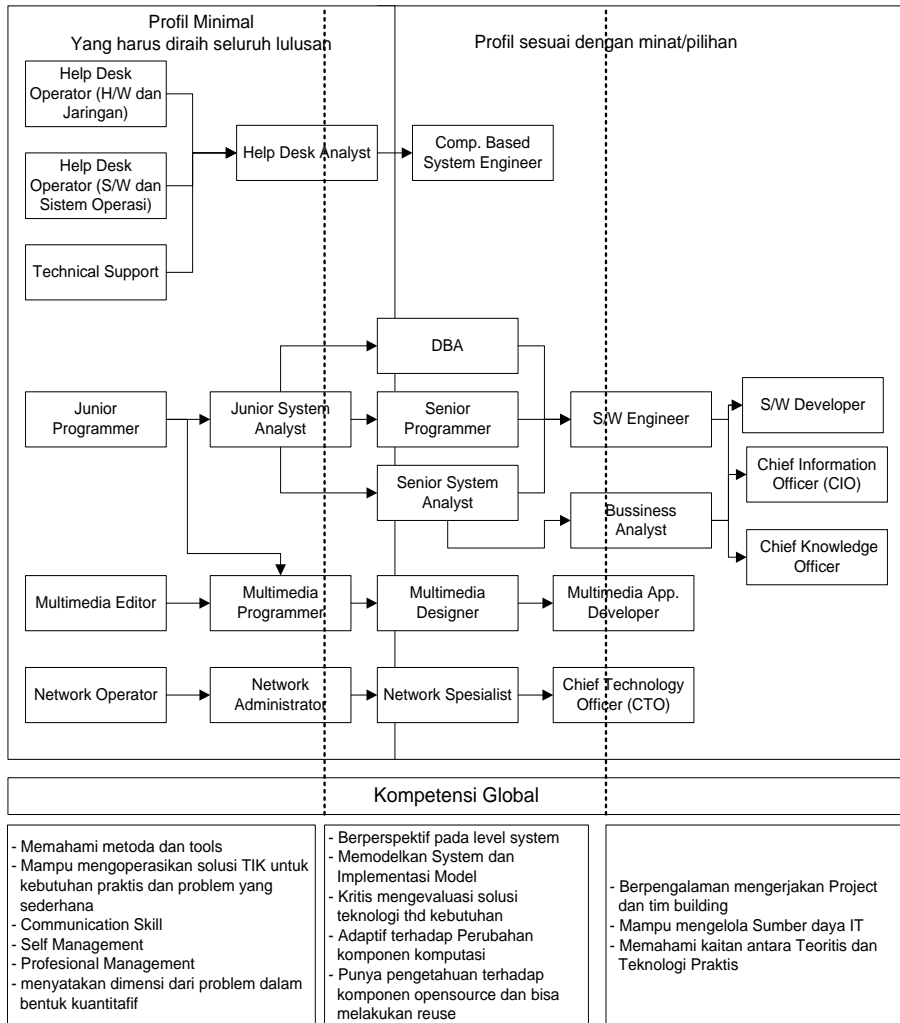 Profil Minimal
Yang harus diraih seluruh lulusan
Profil sesuai dengan minat/pilihan
Help Desk
Operator (H/W dan
Jaringan)
Help Desk Analyst
Comp. Based
System Engineer
Help Desk
Operator (S/W dan
Sistem Operasi)
Technical Support
DBA
Junior
Programmer
Junior System
Analyst
Senior
Programmer
S/W Engineer
S/W Developer
Senior System
Analyst
Bussiness
Analyst
Chief Information
Officer (CIO)
Chief Knowledge
Officer
Multimedia Editor
Multimedia
Programmer
Multimedia
Designer
Multimedia App.
Developer
Network Operator
Network
Administrator
Network Spesialist
Chief Technology
Officer (CTO)
Kompetensi Global
- Memahami metoda dan tools
- Mampu mengoperasikan solusi TIK untuk
kebutuhan praktis dan problem yang
sederhana
- Communication Skill
- Self Management
- Profesional Management
- menyatakan dimensi dari problem dalam
bentuk kuantitafif
- Berperspektif pada level system
- Memodelkan System dan
Implementasi Model
- Kritis mengevaluasi solusi
teknologi thd kebutuhan
- Adaptif terhadap Perubahan
komponen komputasi
- Punya pengetahuan terhadap
komponen opensource dan bisa
melakukan reuse
- Berpengalaman mengerjakan Project
dan tim building
- Mampu mengelola Sumber daya IT
- Memahami kaitan antara Teoritis dan
Teknologi Praktis